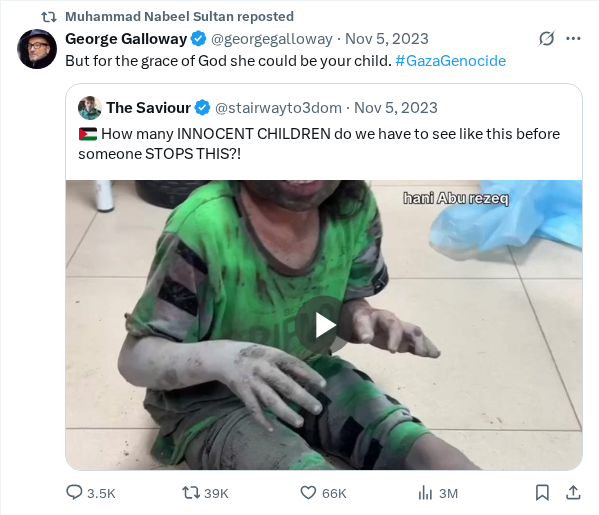 Muhammad Nabeel Sultan reposted
George Galloway @georgegalloway · Nov 5, 2023
But for the grace of God she could be your child. #GazaGenocide
The Saviour @stairwayto3dom · Nov 5, 2023
🇵🇸 How many INNOCENT CHILDREN do we have to see like this before
someone STOPS THIS?!
hani Abu rezeq
3.5K 39K 66K 3M